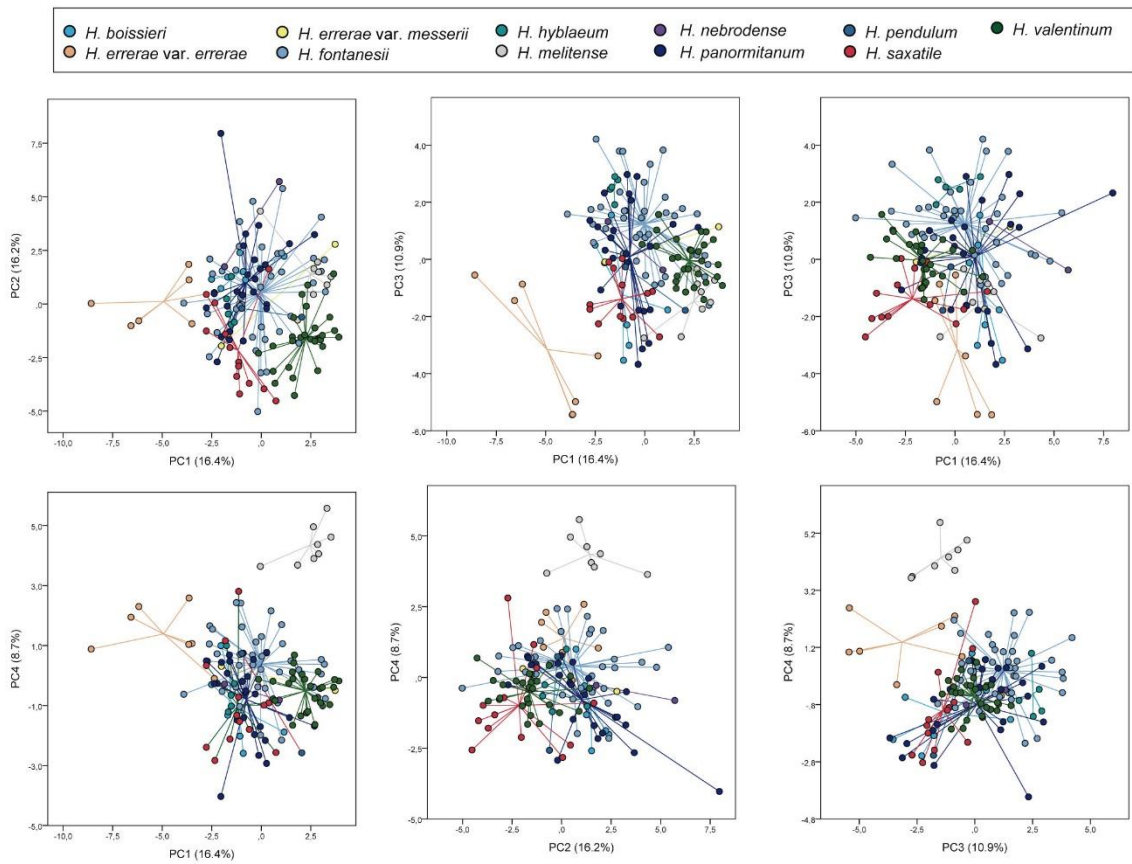 H. boissieri H. errerae var. messerii H. hyblaeum H. nebrodense H. pendulum H. valentinum
H. errerae var. errerae H. fontanesii H. melitense H. panormitanum H. saxatile
7,5
5,0
2,5
,0
-2,5
-5,0
PC2 (16.2%)
-10,0 -7,5 -5,0 -2,5 ,0 2,5
PC1 (16.4%)
4,0
2,0
,0
-2,0
-4,0
-6,0
PC3 (10.9%)
-10,0 -7,5 -5,0 -2,5 ,0 2,5
PC1 (16.4%)
4,0
2,0
,0
-2,0
-4,0
-6,0
PC3 (10.9%)
-5,0 -2,5 ,0 2,5 5,0 7,5
PC1 (16.4%)
5,0
3,0
1,0
-1,0
-3,0
-5,0
PC4 (8.7%)
-10,0 -7,5 -5,0 -2,5 ,0 2,5
PC1 (16.4%)
5,0
2,5
,0
-2,5
-5,0
PC4 (8.7%)
-5,0 -2,5 ,0 2,5 5,0 7,5
PC2 (16.2%)
5,2
3,2
1,2
-,8
-2,8
-4,8
PC4 (8.7%)
-6,0 -4,0 -2,0 ,0 2,0 4,0
PC3 (10.9%)